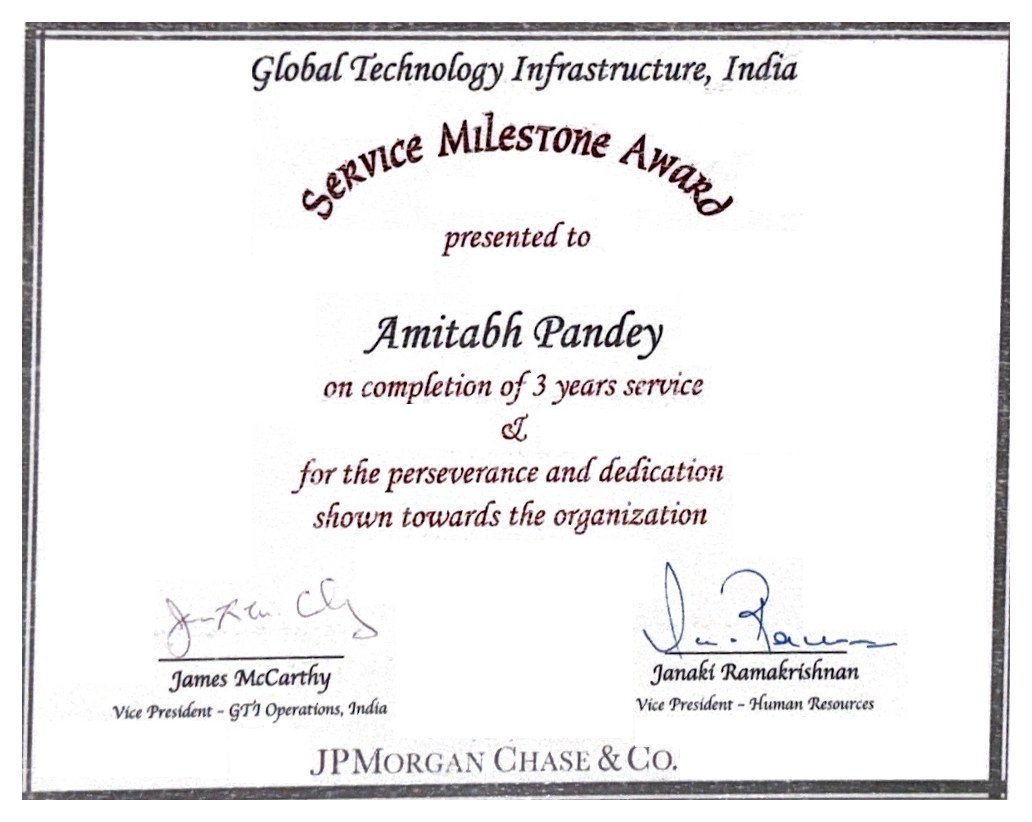 Global Technology Infrastructure, India
Service Milestone Award
presented to
Amitabh Pandey
on completion of 3 years service
&
for the perseverance and dedication
shown towards the organization
James McCarthy
Vice President - GTI Operations, India
Janaki Ramakrishnan
Vice President - Human Resources
JPMORGAN CHASE & CO.